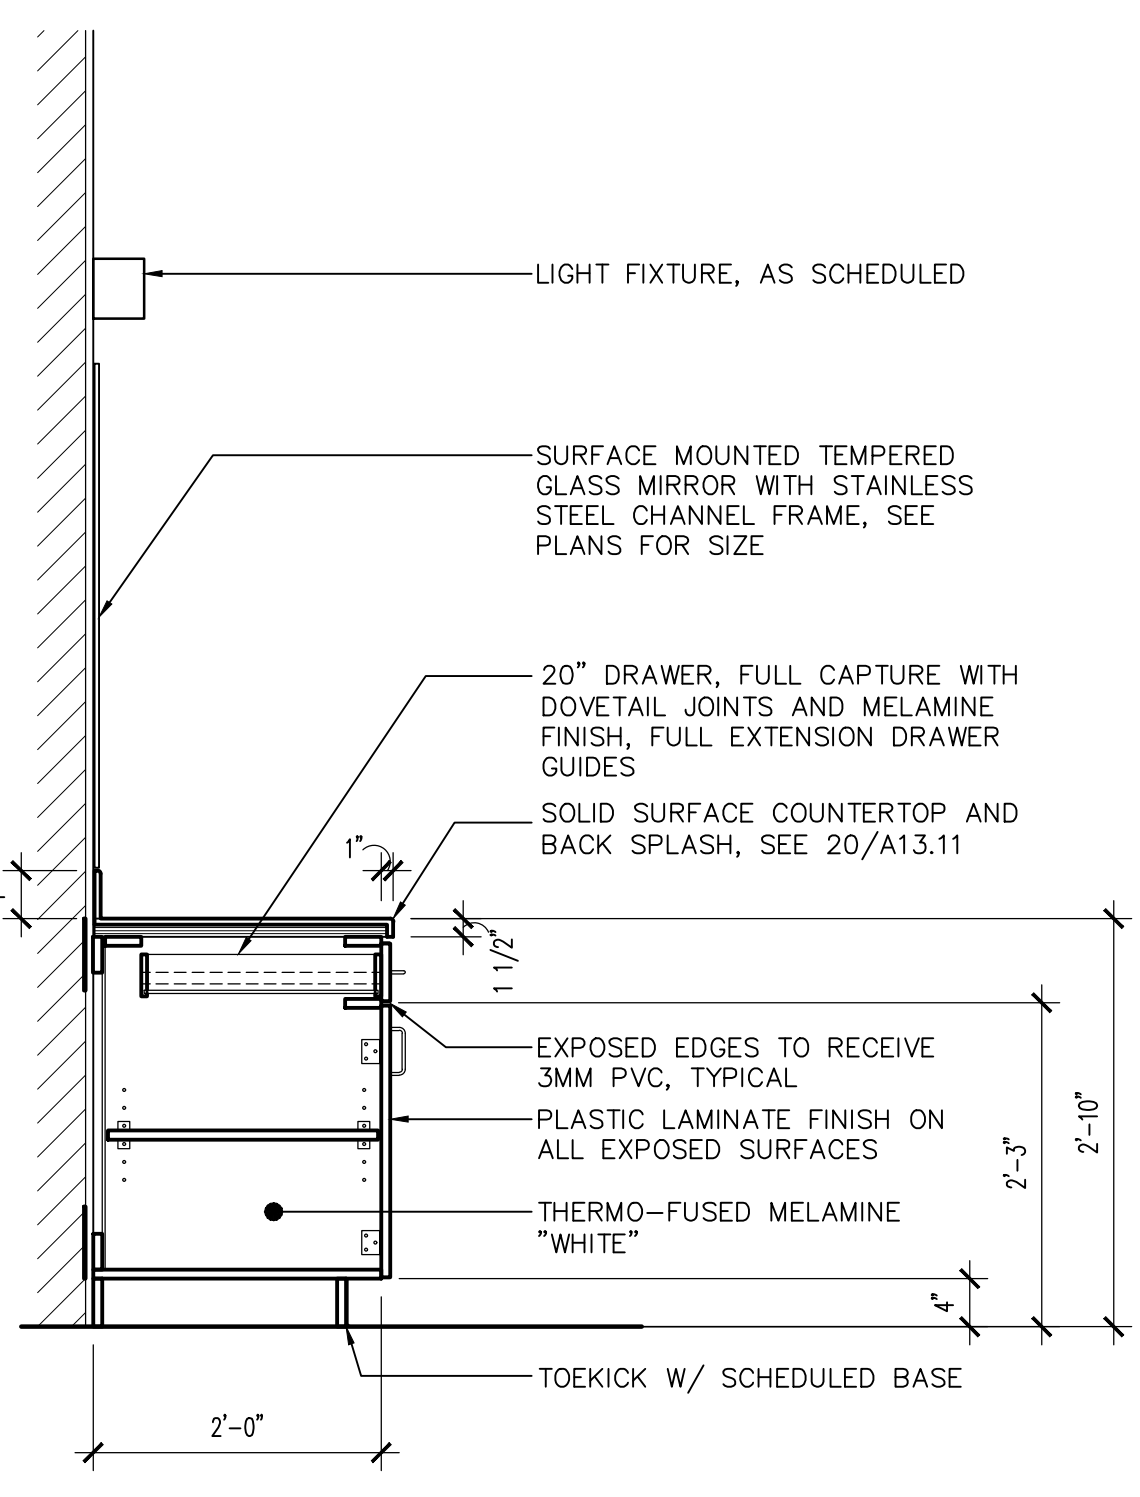 LIGHT FIXTURE, AS SCHEDULED
SURFACE MOUNTED TEMPERED
GLASS MIRROR WITH STAINLESS
STEEL CHANNEL FRAME, SEE
PLANS FOR SIZE
20” DRAWER, FULL CAPTURE WITH
DOVETAIL JOINTS AND MELAMINE
FINISH, FULL EXTENSION DRAWER
GUIDES
SOLID SURFACE COUNTERTOP AND
BACK SPLASH, SEE 20/A13.11
1”
1 1/2”
EXPOSED EDGES TO RECEIVE
3MM PVC, TYPICAL
PLASTIC LAMINATE FINISH ON
ALL EXPOSED SURFACES
2’-3”
2’-10”
THERMO-FUSED MELAMINE
”WHITE”
4”
TOEKICK W/ SCHEDULED BASE
2’-0”